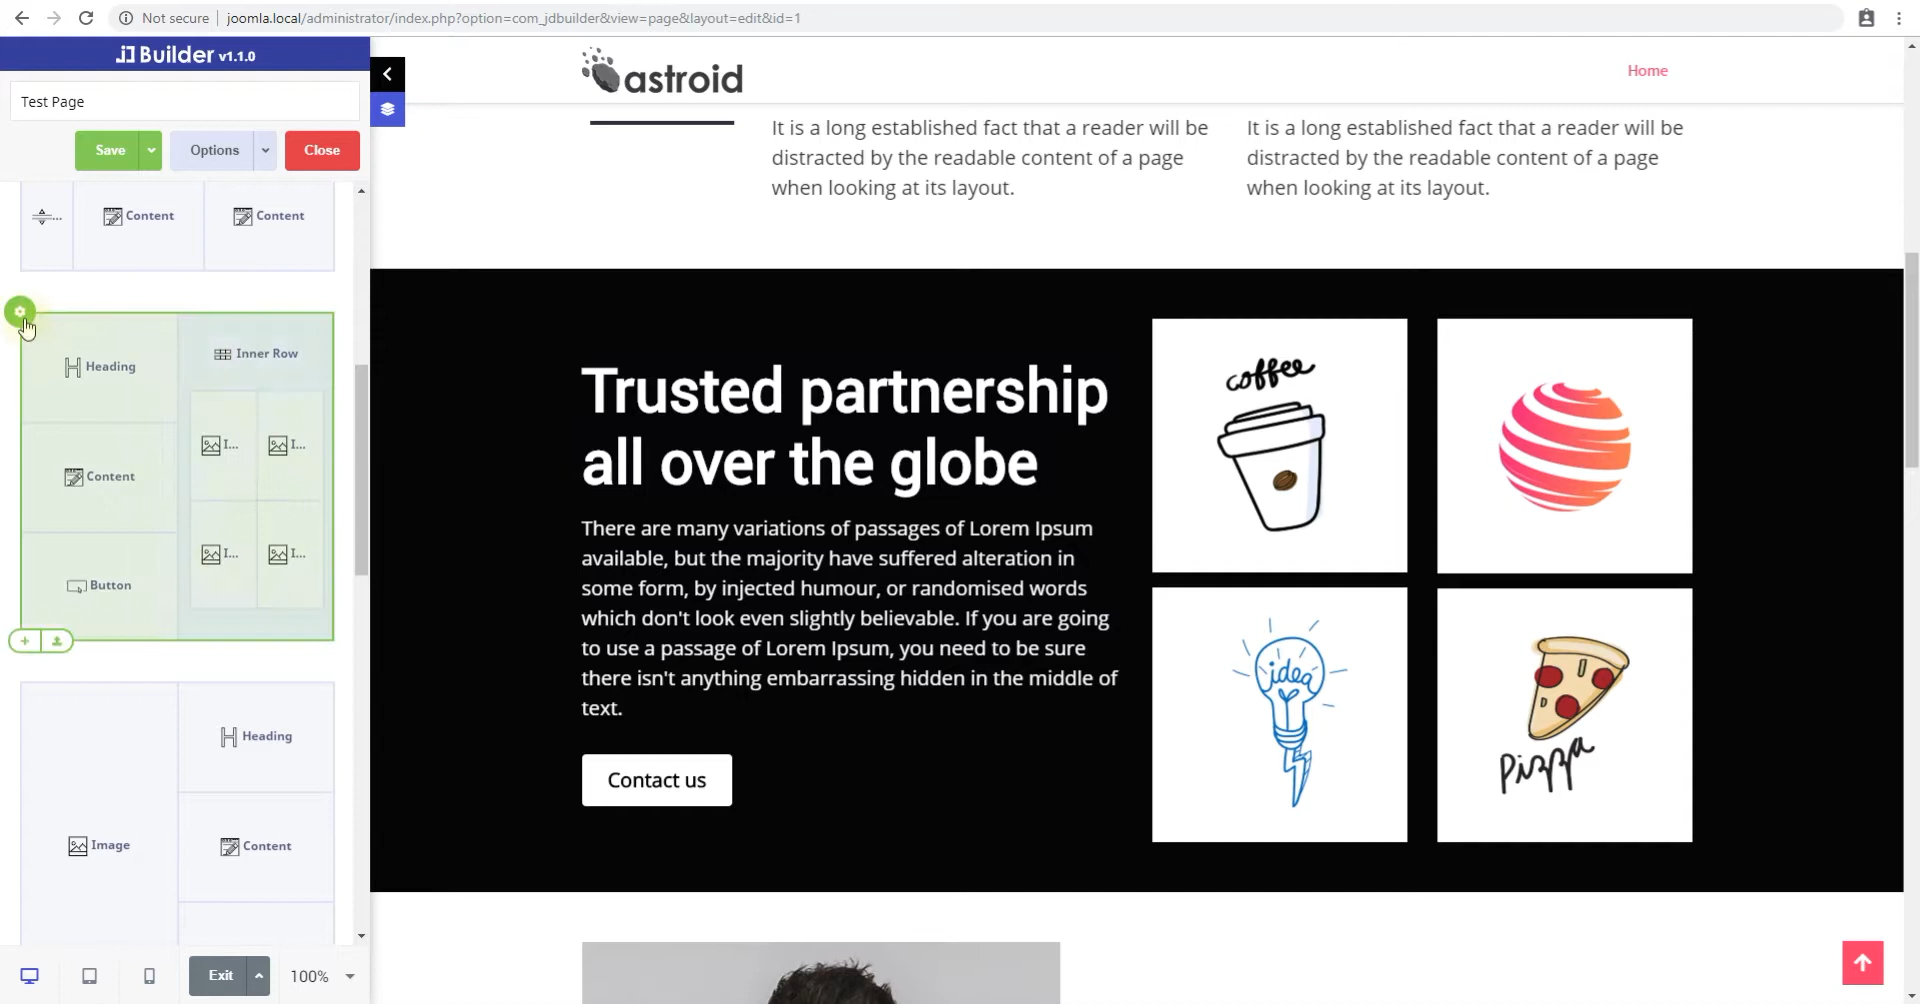 Not secure | joomla.local/administrator/index.php?option=com_jdbuilder&view=page&layout=edit&id=1
JD Builder v1.1.0
Test Page
Save
Options
Close
...
Content
Content
Heading
Inner Row
I...
I...
Content
I...
I...
Button
Heading
Image
Content
Exit
100%
astroid
Home
It is a long established fact that a reader will be
distracted by the readable content of a page
when looking at its layout.
It is a long established fact that a reader will be
distracted by the readable content of a page
when looking at its layout.
Trusted partnership
all over the globe
There are many variations of passages of Lorem Ipsum
available, but the majority have suffered alteration in
some form, by injected humour, or randomised words
which don't look even slightly believable. If you are going
to use a passage of Lorem Ipsum, you need to be sure
there isn't anything embarrassing hidden in the middle of
text.
Contact us
coffee
idea
Pizza